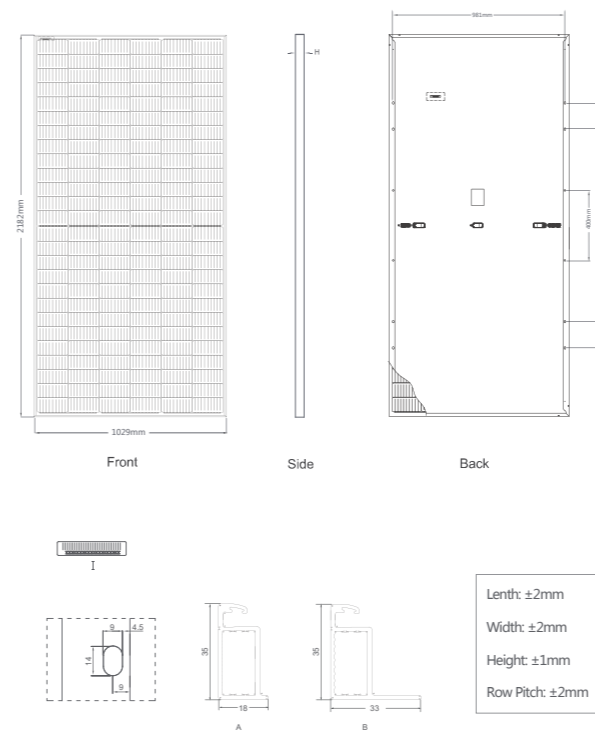 981mm
H
2182mm
400mm
1029mm
Front
Side
Back
I
9
4.5
14
9
35
18
A
35
33
B
Lenth: ±2mm
Width: ±2mm
Height: ±1mm
Row Pitch: ±2mm